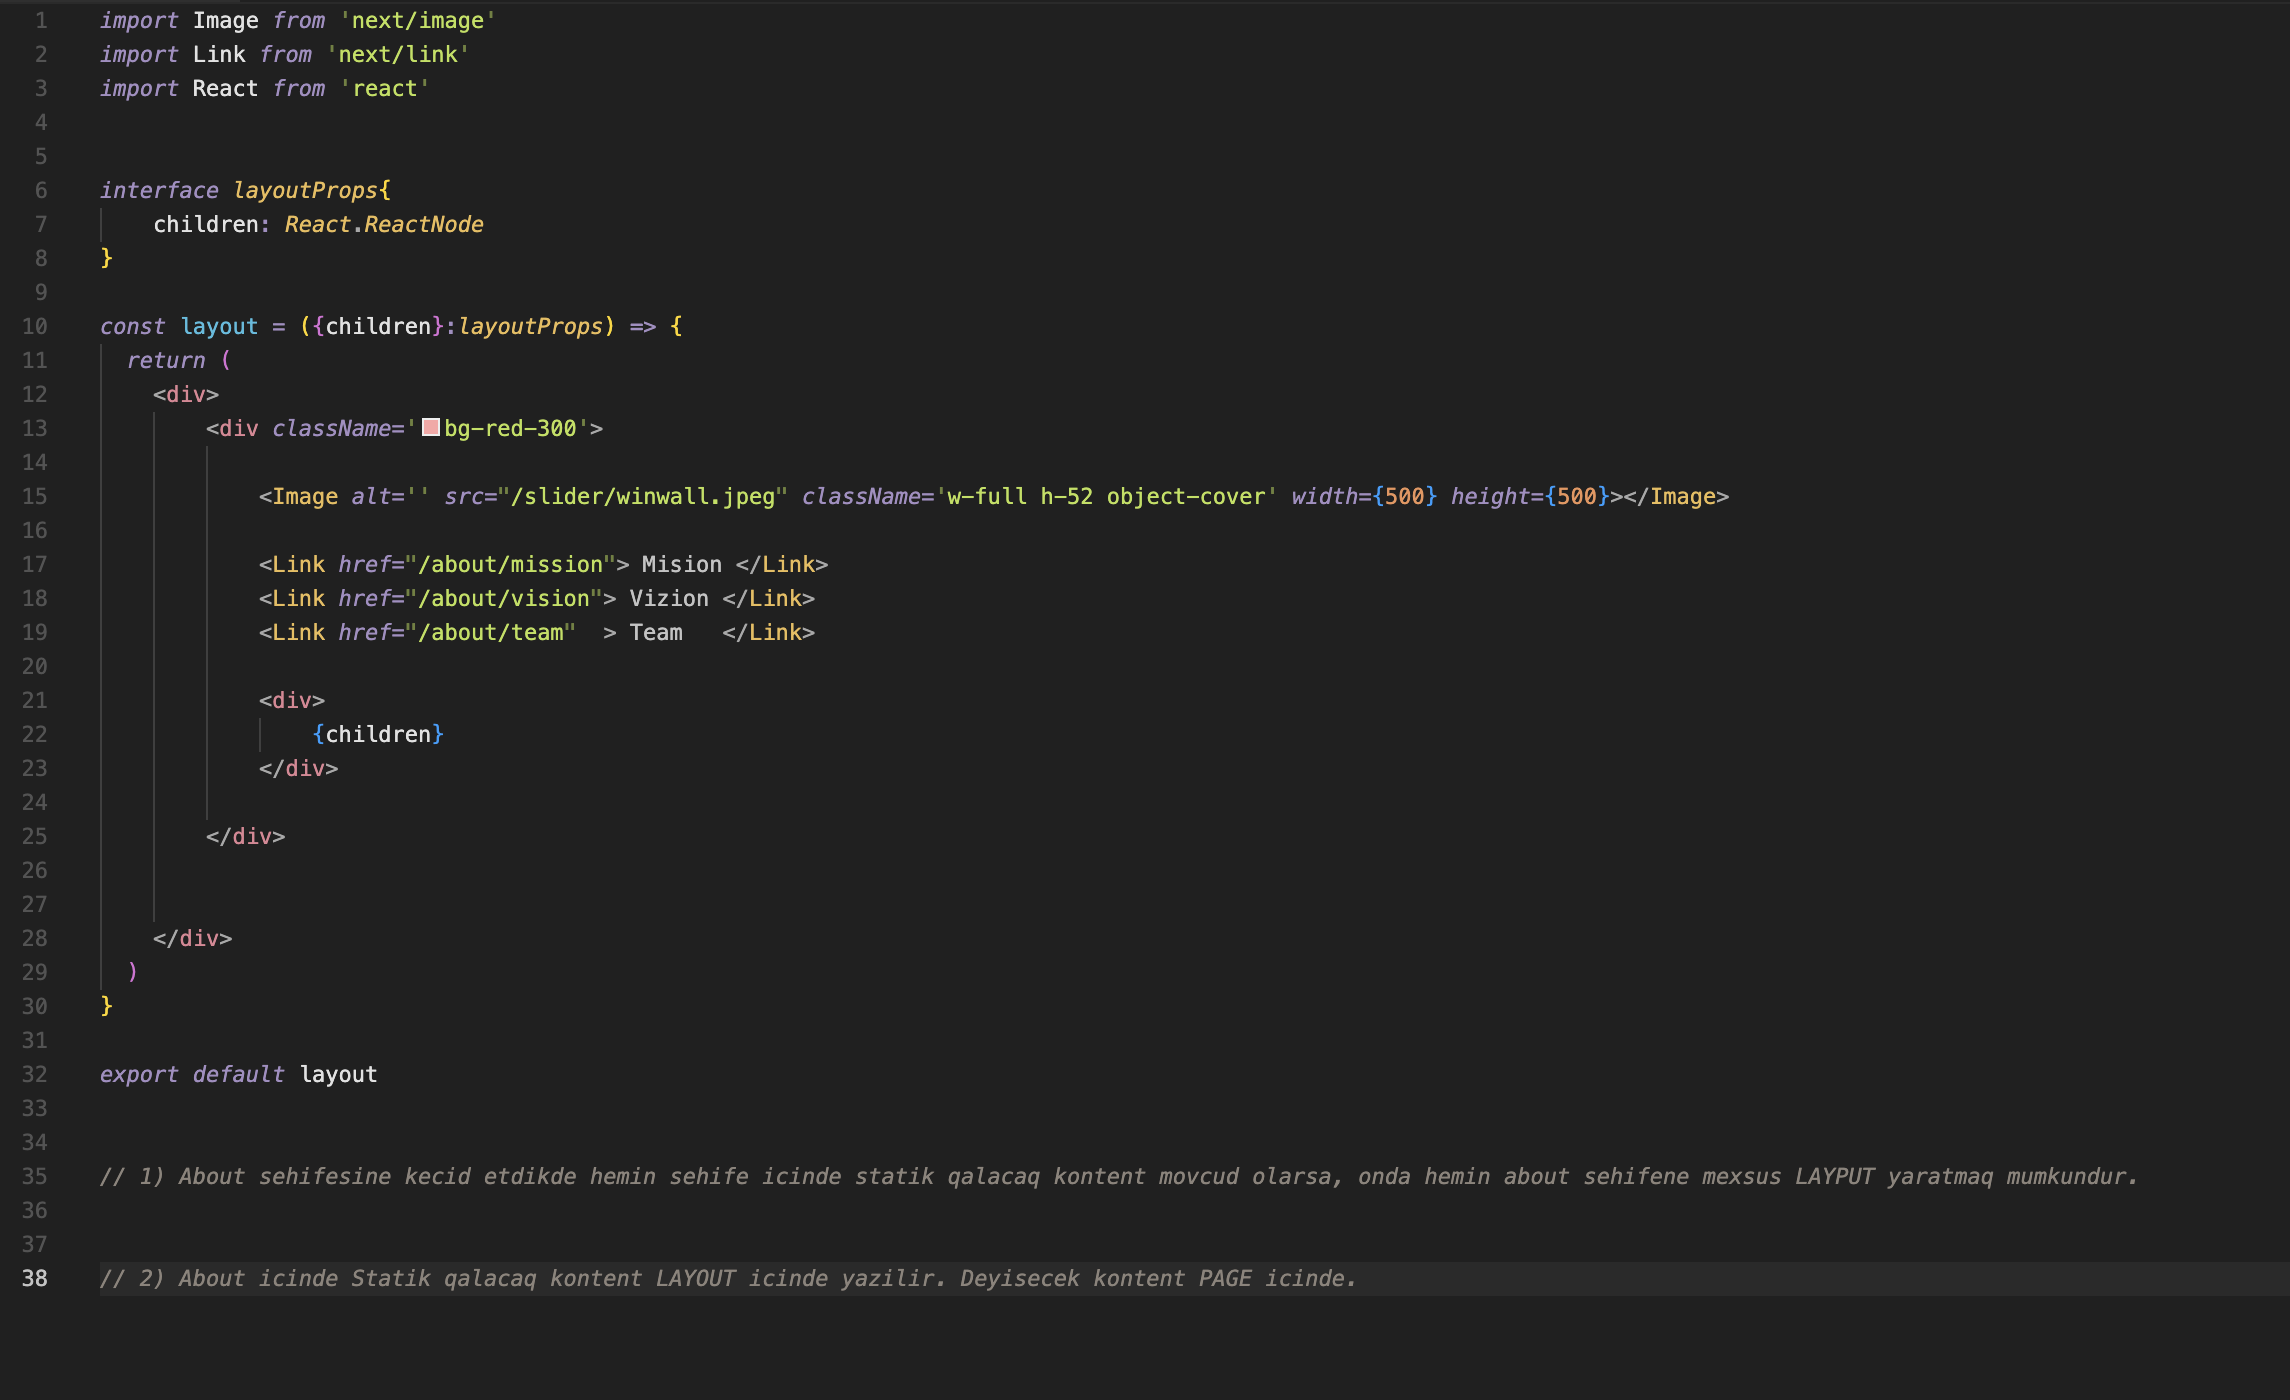 1 import Image from 'next/image'
2 import Link from 'next/link'
3 import React from 'react'
4
5
6 interface layoutProps{
7     children: React.ReactNode
8 }
9
10 const layout = ({children}:layoutProps) => {
11   return (
12     <div>
13         <div className='bg-red-300'>
14
15             <Image alt='' src="/slider/winwall.jpeg" className='w-full h-52 object-cover' width={500} height={500}></Image>
16
17             <Link href="/about/mission"> Mision </Link>
18             <Link href="/about/vision"> Vizion </Link>
19             <Link href="/about/team"  > Team   </Link>
20
21             <div>
22                 {children}
23             </div>
24
25         </div>
26
27
28     </div>
29   )
30 }
31
32 export default layout
33
34
35 // 1) About sehifesine kecid etdikde hemin sehife icinde statik qalacaq kontent movcud olarsa, onda hemin about sehifene mexsus LAYPUT yaratmaq mumkundur.
36
37
38 // 2) About icinde Statik qalacaq kontent LAYOUT icinde yazilir. Deyisecek kontent PAGE icinde.